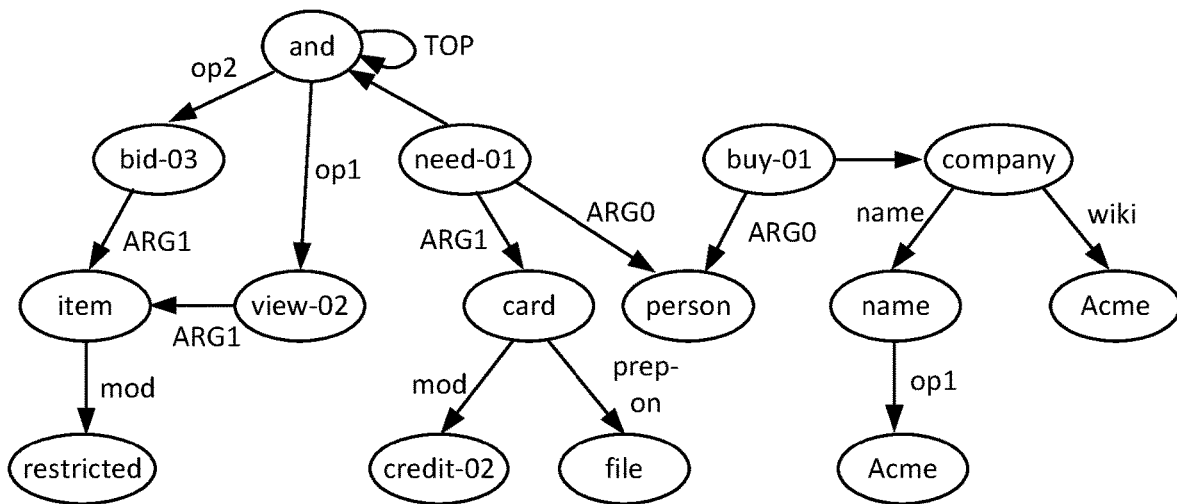 and
TOP
op2
bid-03
need-01
buy-01
company
op1
name
wiki
ARG0
ARG1
ARG1
ARG0
item
view-02
card
person
name
Acme
ARG1
prep-
on
mod
mod
op1
restricted
credit-02
file
Acme